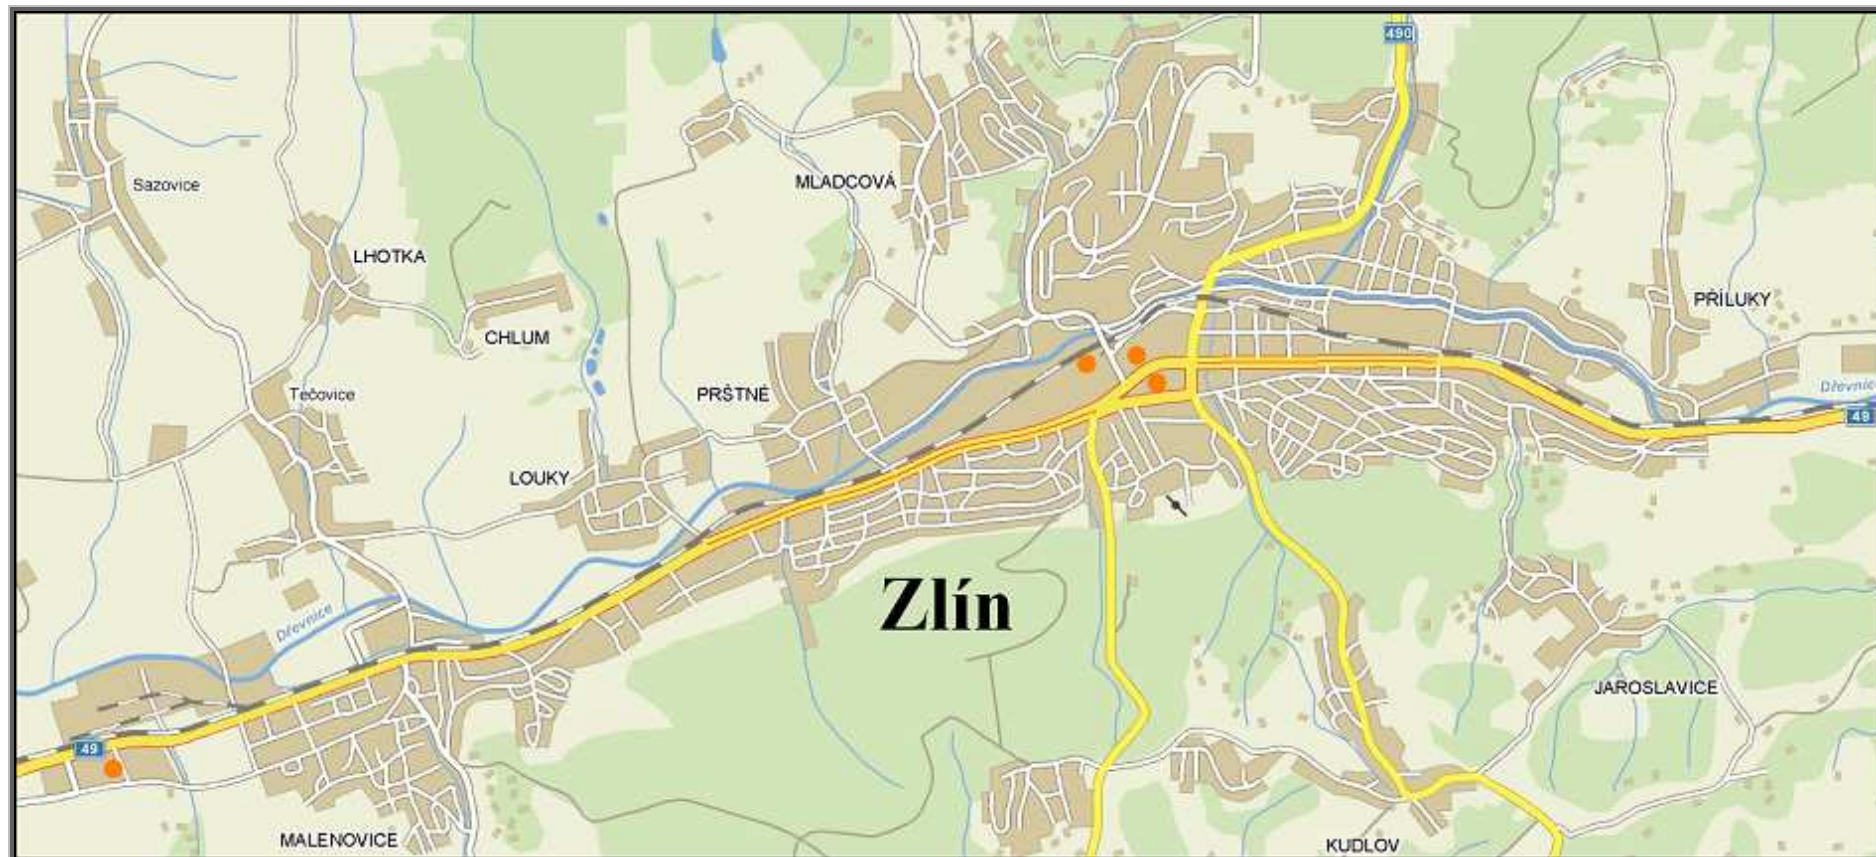 490
MLADCOVÁ
Sazovice
LHOTKA
PŘÍLUKY
CHLUM
Dřevnice
PRŠTNÉ
Tečovice
49
LOUKY
Zlín
Dřevnice
JAROSLAVICE
49
MALENOVICE
KUDLOV